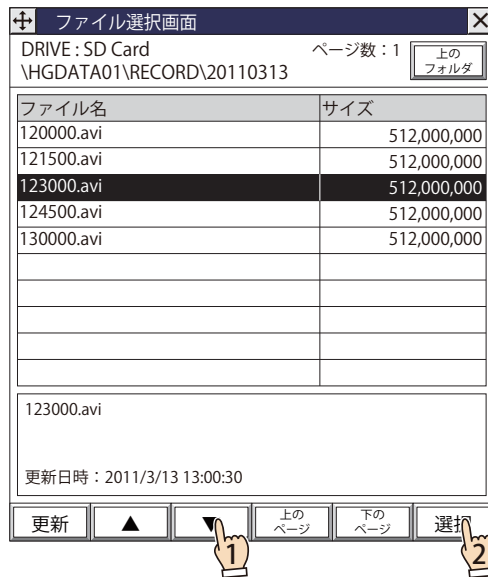 ファイル選択画面
DRIVE : SD Card
ページ数：1
上の
フォルダ
\HGDATA01\RECORD\20110313
ファイル名 サイズ
120000.avi 512,000,000
121500.avi 512,000,000
123000.avi 512,000,000
124500.avi 512,000,000
130000.avi 512,000,000
123000.avi
更新日時：2011/3/13 13:00:30
更新 ▲ ▼ 上の
ページ 下の
ページ 選択
1 2